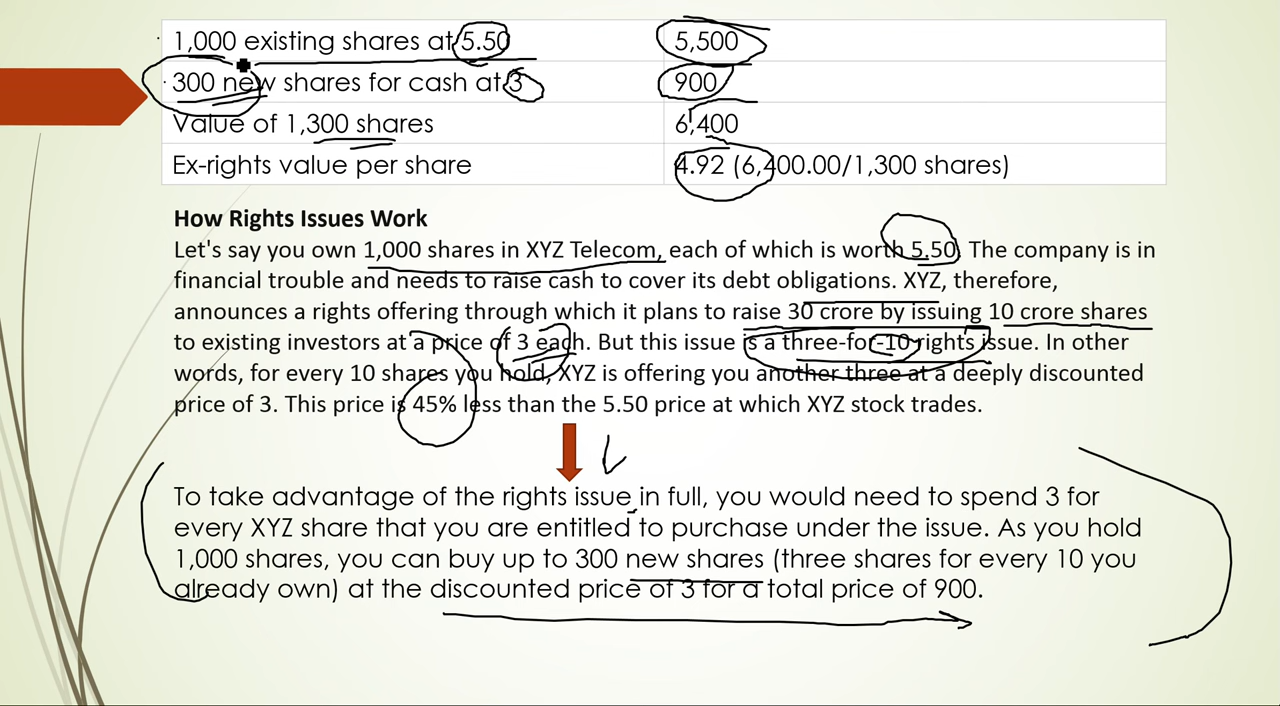 1,000 existing shares at 5.50 5,500
300 new shares for cash at 3 900
Value of 1,300 shares 6,400
Ex-rights value per share 4.92 (6,400.00/1,300 shares)
How Rights Issues Work
Let's say you own 1,000 shares in XYZ Telecom, each of which is worth 5.50. The company is in
financial trouble and needs to raise cash to cover its debt obligations. XYZ, therefore,
announces a rights offering through which it plans to raise 30 crore by issuing 10 crore shares
to existing investors at a price of 3 each. But this issue is a three-for-10 rights issue. In other
words, for every 10 shares you hold, XYZ is offering you another three at a deeply discounted
price of 3. This price is 45% less than the 5.50 price at which XYZ stock trades.
To take advantage of the rights issue in full, you would need to spend 3 for
every XYZ share that you are entitled to purchase under the issue. As you hold
1,000 shares, you can buy up to 300 new shares (three shares for every 10 you
already own) at the discounted price of 3 for a total price of 900.